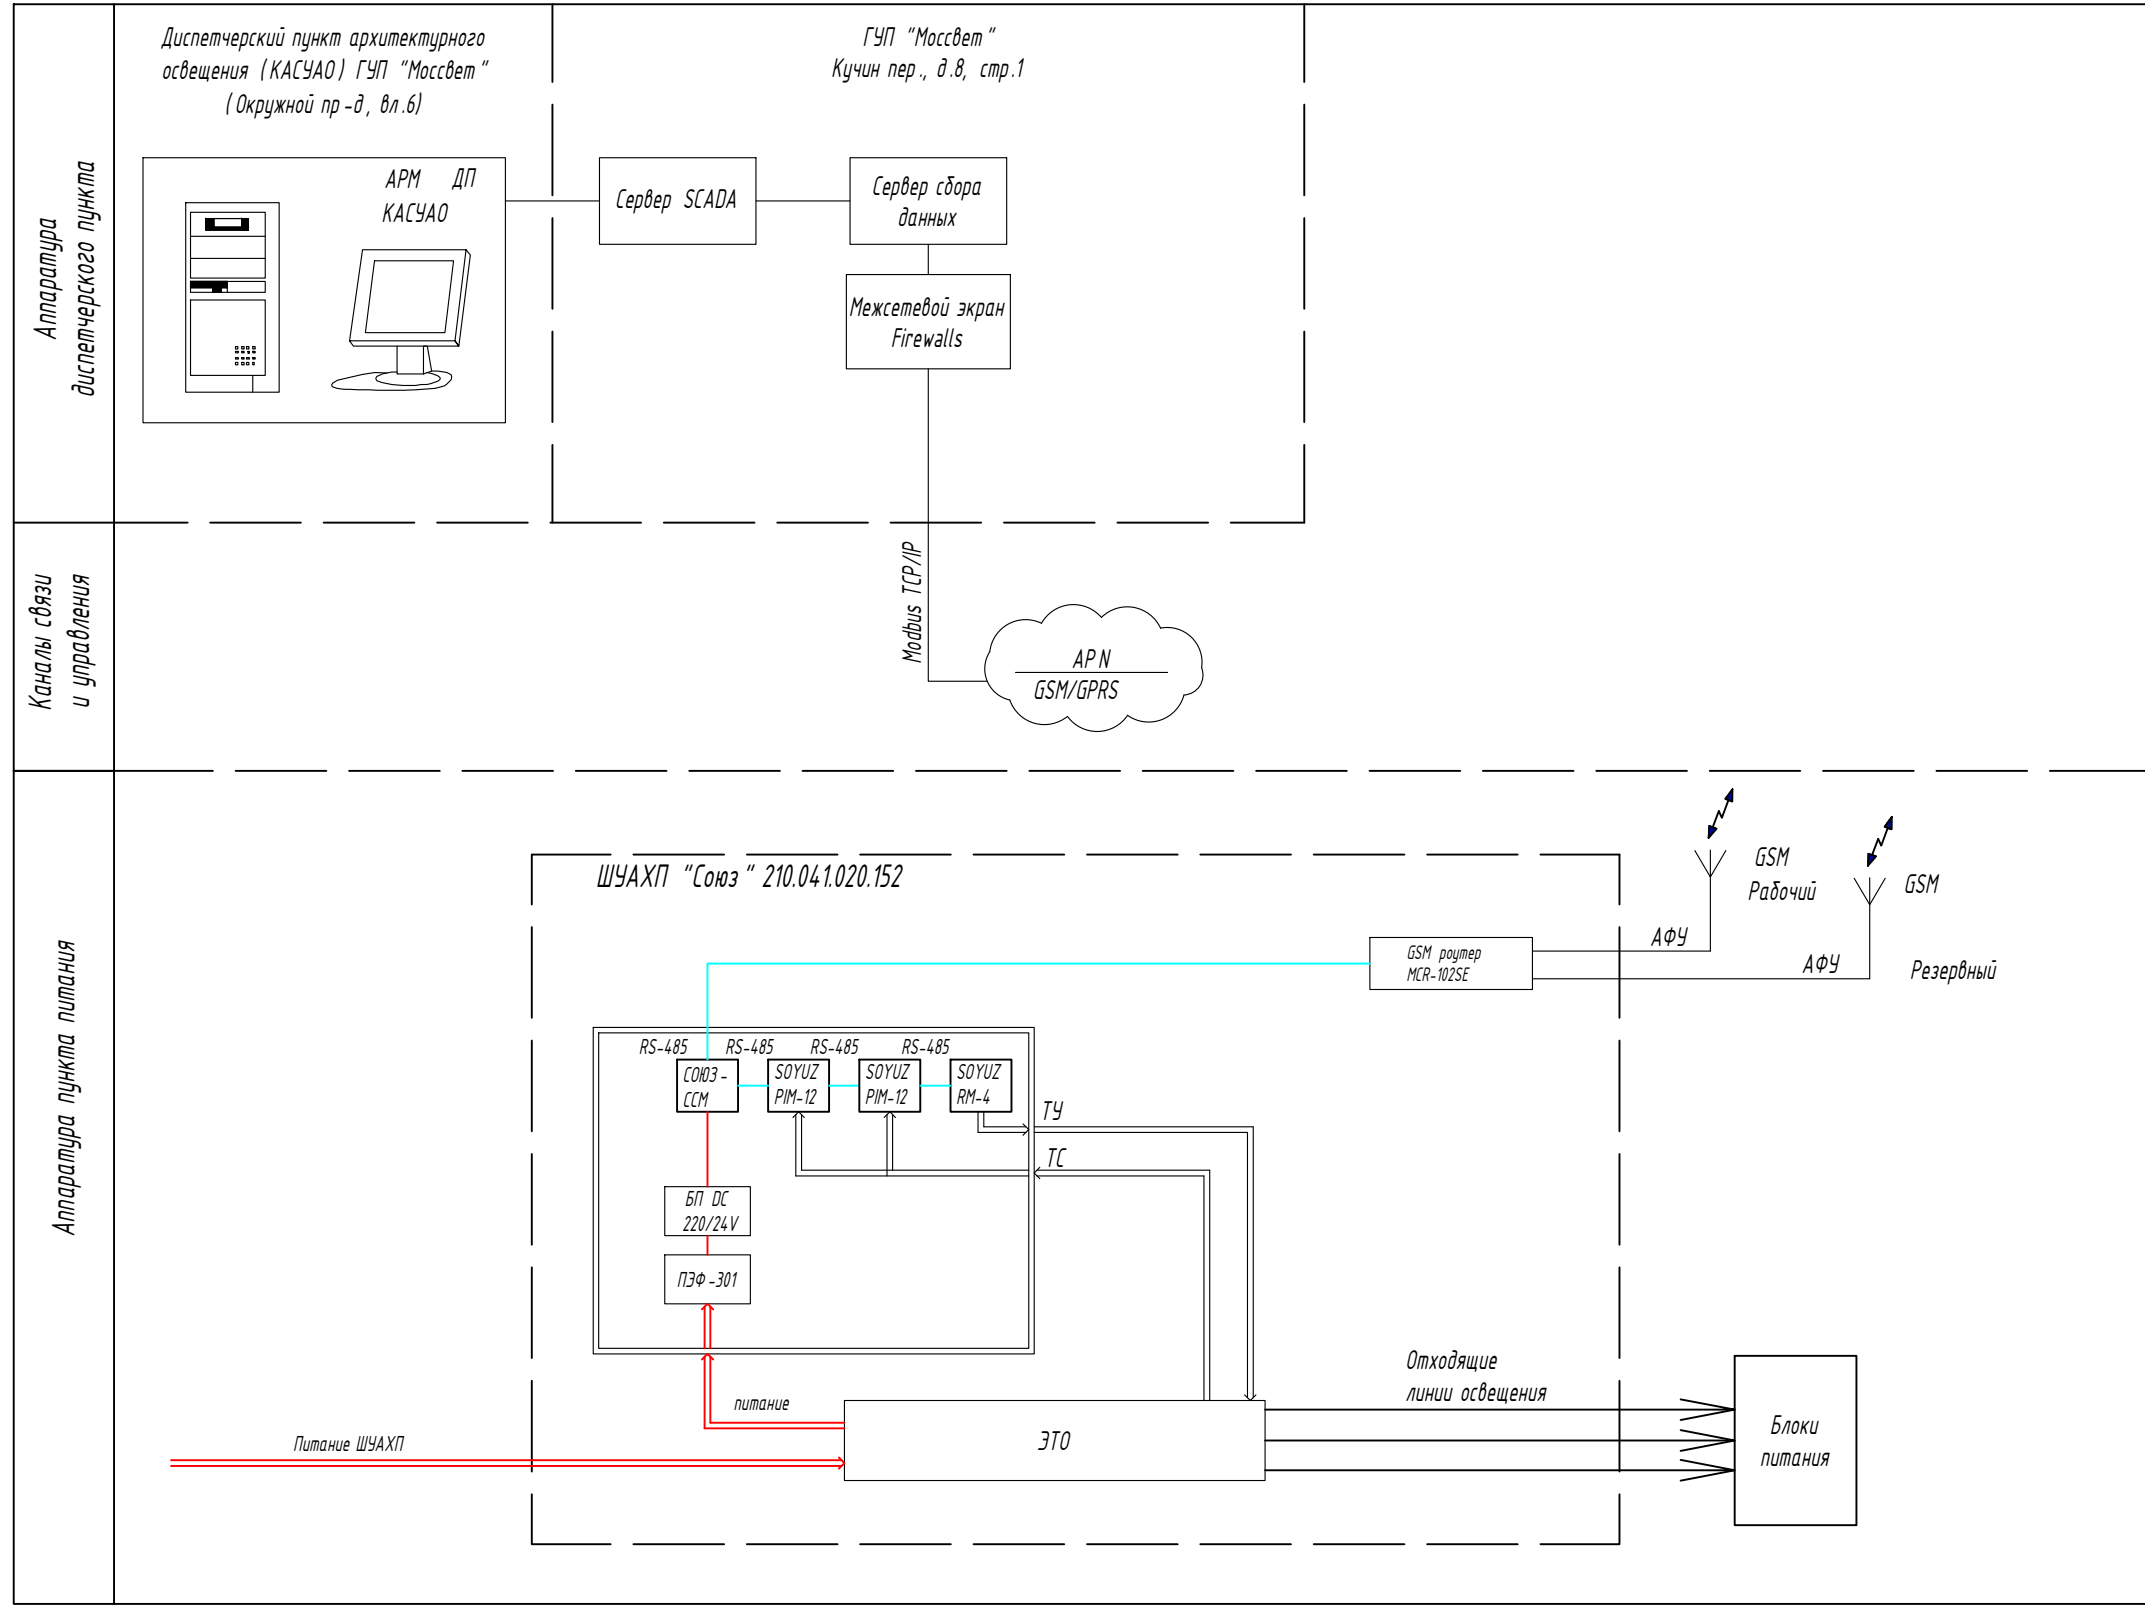 Аппаратура
диспетчерского пункта
Диспетчерский пункт архитектурного
освещения (КАСУАО) ГУП "Моссвет"
(Окружной пр-д, вл.6)
ГУП "Моссвет"
Кучин пер., д.8, стр.1
АРМ ДП
КАСУАО
Сервер SCADA
Сервер сбора
данных
Межсетевой экран
Firewalls
Каналы связи
и управления
Modbus TCP/IP
APN
GSM/GPRS
Аппаратура пункта питания
ШУАХП "Союз" 210.041.020.152
GSM
Рабочий
GSM
Резервный
АФУ
АФУ
GSM роутер
MCR-102SE
RS-485
RS-485
RS-485
RS-485
СОЮЗ-
ССМ
SOYUZ
PIM-12
SOYUZ
PIM-12
SOYUZ
RM-4
ТУ
ТС
БП DC
220/24V
ПЭФ-301
питание
Питание ШУАХП
ЭТО
Отходящие
линии освещения
Блоки
питания